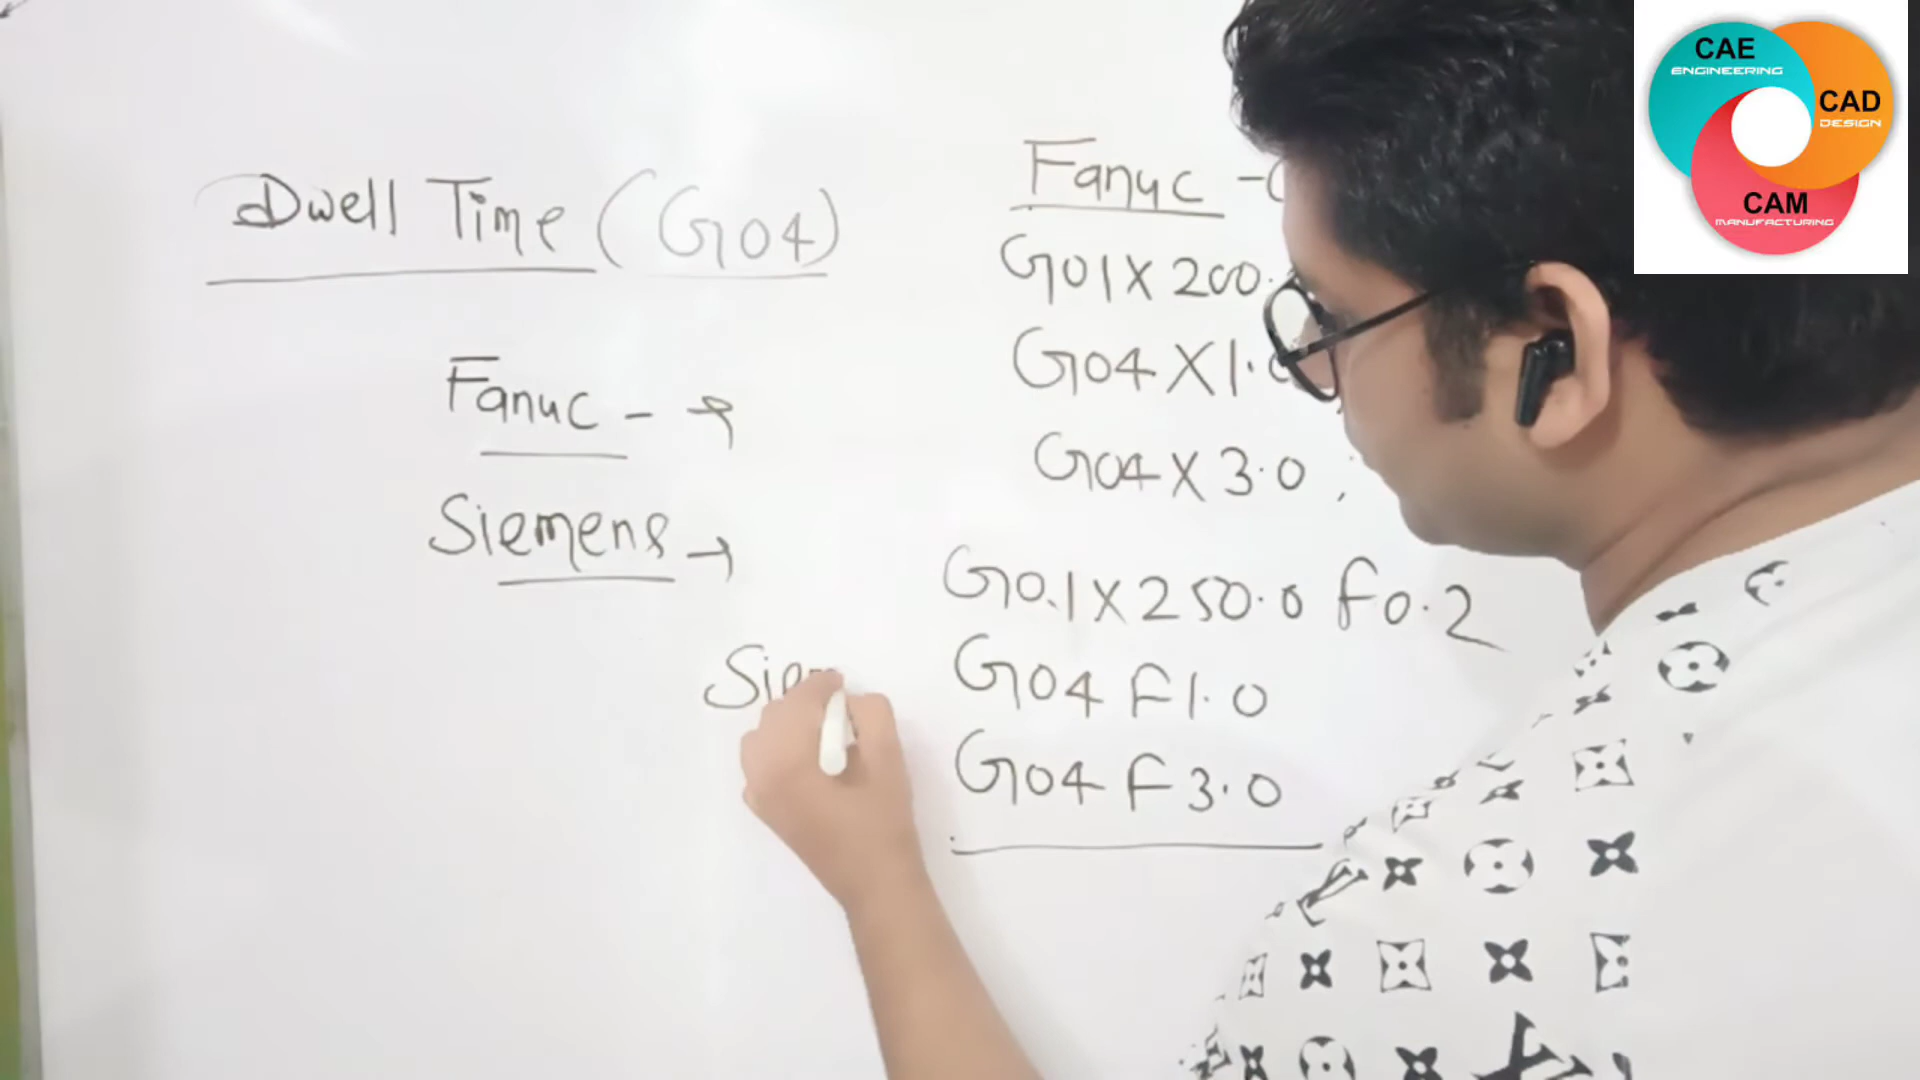 Dwell Time (G04)
Fanuc -
Siemens
Fanuc -
G01 X 200.
G04 X 1.
G04 X 3.0 ;
G0.1 X 250.0 F0.2
G04 F1.0
G04 F3.0
CAE
ENGINEERING
CAD
DESIGN
CAM
MANUFACTURING